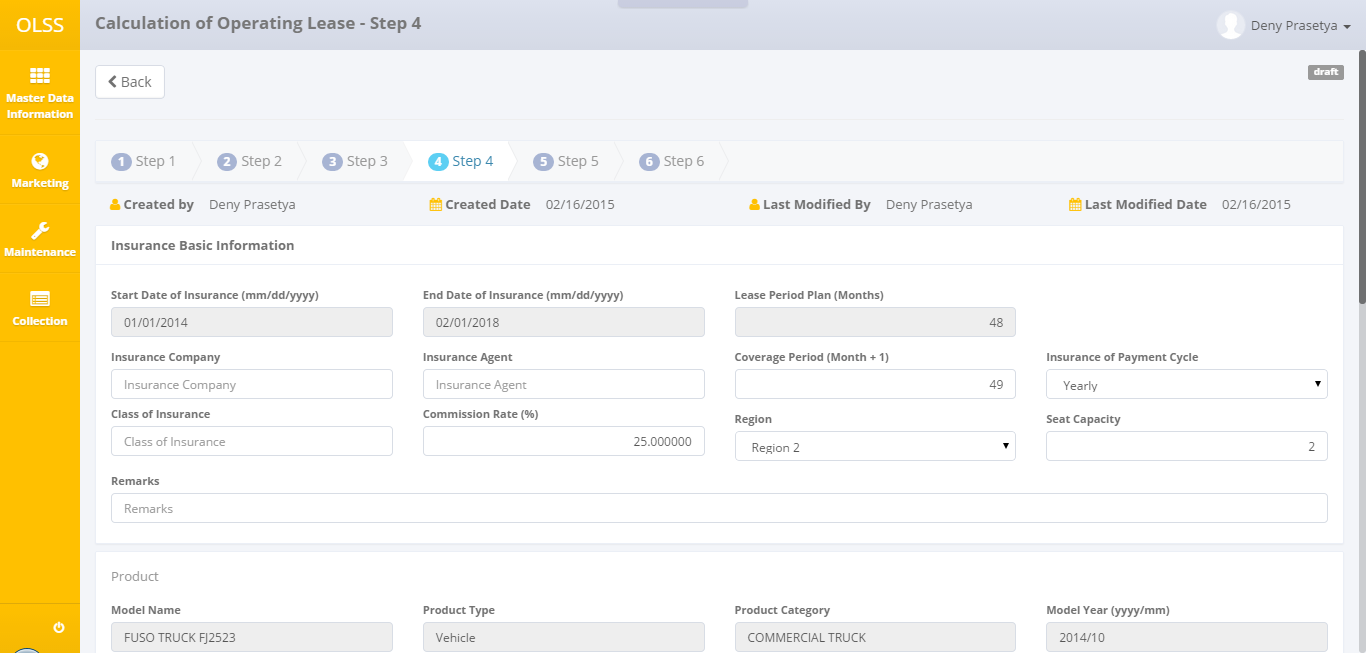 OLSS
Calculation of Operating Lease - Step 4
Deny Prasetya
Master Data
Information
Marketing
Maintenance
Collection
Back
draft
1 Step 1 2 Step 2 3 Step 3 4 Step 4 5 Step 5 6 Step 6
Created by Deny Prasetya Created Date 02/16/2015 Last Modified By Deny Prasetya Last Modified Date 02/16/2015
Insurance Basic Information
Start Date of Insurance (mm/dd/yyyy) End Date of Insurance (mm/dd/yyyy) Lease Period Plan (Months)
01/01/2014 02/01/2018 48
Insurance Company Insurance Agent Coverage Period (Month + 1) Insurance of Payment Cycle
Insurance Company Insurance Agent 49 Yearly
Class of Insurance Commission Rate (%) Region Seat Capacity
Class of Insurance 25.000000 Region 2 2
Remarks
Remarks
Product
Model Name Product Type Product Category Model Year (yyyy/mm)
FUSO TRUCK FJ2523 Vehicle COMMERCIAL TRUCK 2014/10